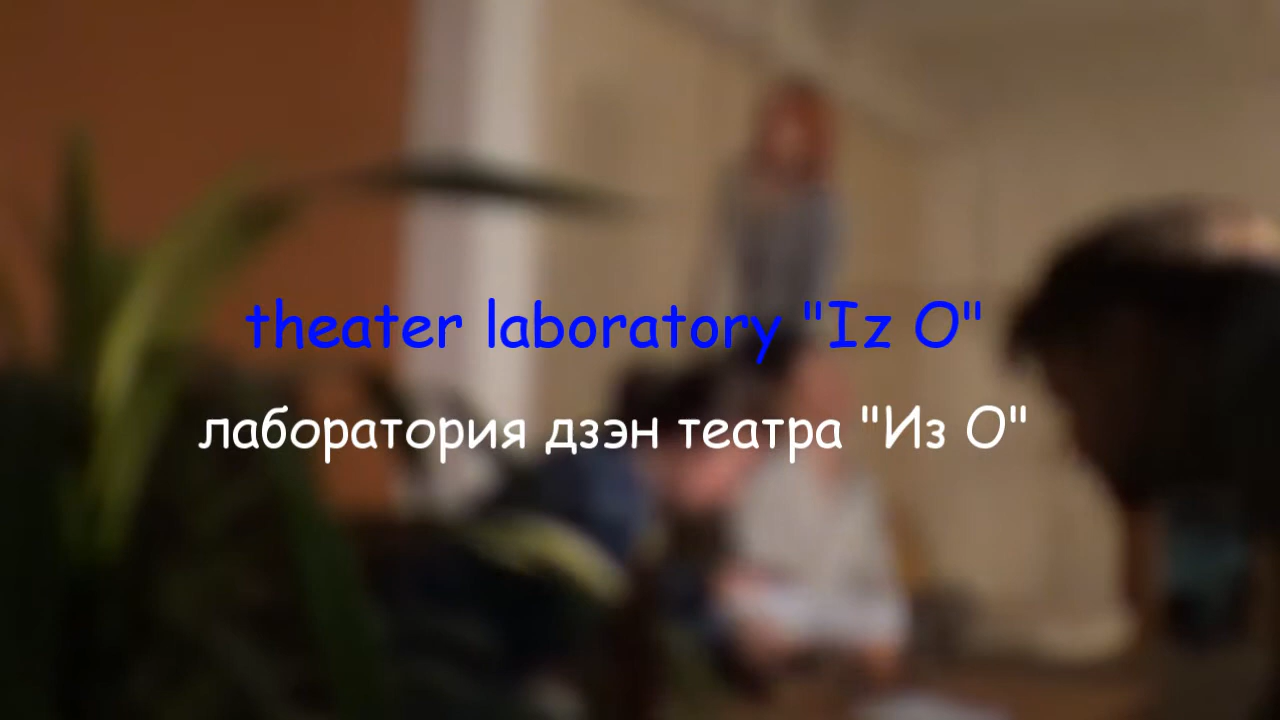 theater laboratory "Iz O"
лаборатория дзэн театра "Из О"